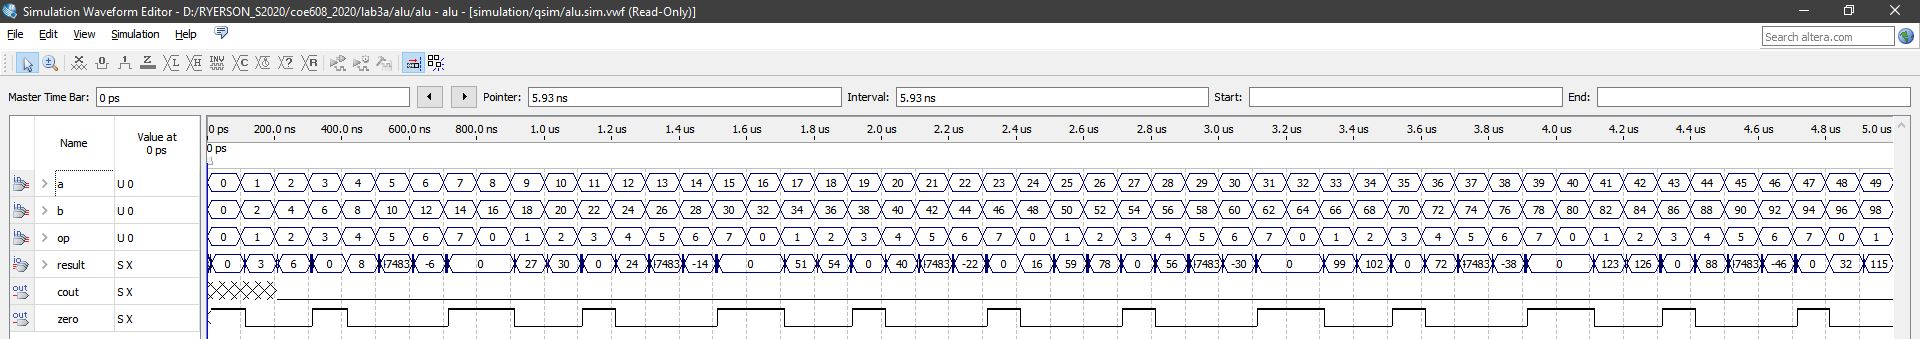 Simulation Waveform Editor - D:/RYERSON_S2020/coe608_2020/lab3a/alu/alu - alu - [simulation/qsim/alu.sim.vwf (Read-Only)]
File Edit View Simulation Help
Search altera.com
Master Time Bar: 0 ps Pointer: 5.93 ns Interval: 5.93 ns Start: End:
Name Value at 0 ps
0 ps 200.0 ns 400.0 ns 600.0 ns 800.0 ns 1.0 us 1.2 us 1.4 us 1.6 us 1.8 us 2.0 us 2.2 us 2.4 us 2.6 us 2.8 us 3.0 us 3.2 us 3.4 us 3.6 us 3.8 us 4.0 us 4.2 us 4.4 us 4.6 us 4.8 us 5.0 us
0 ps
a U 0 0 1 2 3 4 5 6 7 8 9 10 11 12 13 14 15 16 17 18 19 20 21 22 23 24 25 26 27 28 29 30 31 32 33 34 35 36 37 38 39 40 41 42 43 44 45 46 47 48 49
b U 0 0 2 4 6 8 10 12 14 16 18 20 22 24 26 28 30 32 34 36 38 40 42 44 46 48 50 52 54 56 58 60 62 64 66 68 70 72 74 76 78 80 82 84 86 88 90 92 94 96 98
op U 0 0 1 2 3 4 5 6 7 0 1 2 3 4 5 6 7 0 1 2 3 4 5 6 7 0 1 2 3 4 5 6 7 0 1 2 3 4 5 6 7 0 1 2 3 4 5 6 7 0 1
result S X 0 3 6 0 8 47483 -6 0 27 30 0 24 47483 -14 0 51 54 0 40 47483 -22 0 16 59 78 0 56 47483 -30 0 99 102 0 72 47483 -38 0 123 126 0 88 47483 -46 0 32 115
cout S X
zero S X